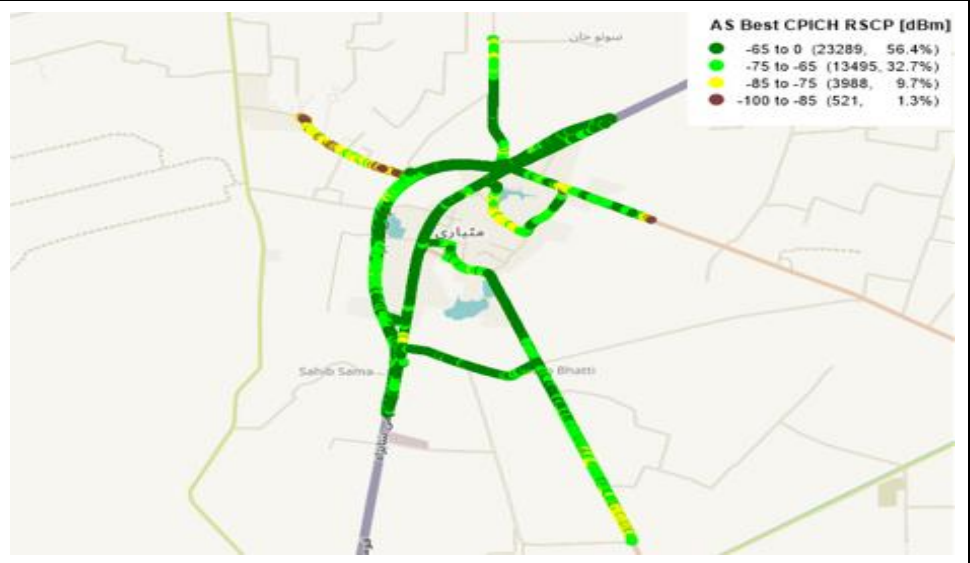 AS Best CPICH RSCP [dBm]
-65 to 0 (23289, 56.4%)
-75 to -65 (13495, 32.7%)
-85 to -75 (3988, 9.7%)
-100 to -85 (521, 1.3%)
سونو خان
مٹیاری
Sahib Sama
Bhatti